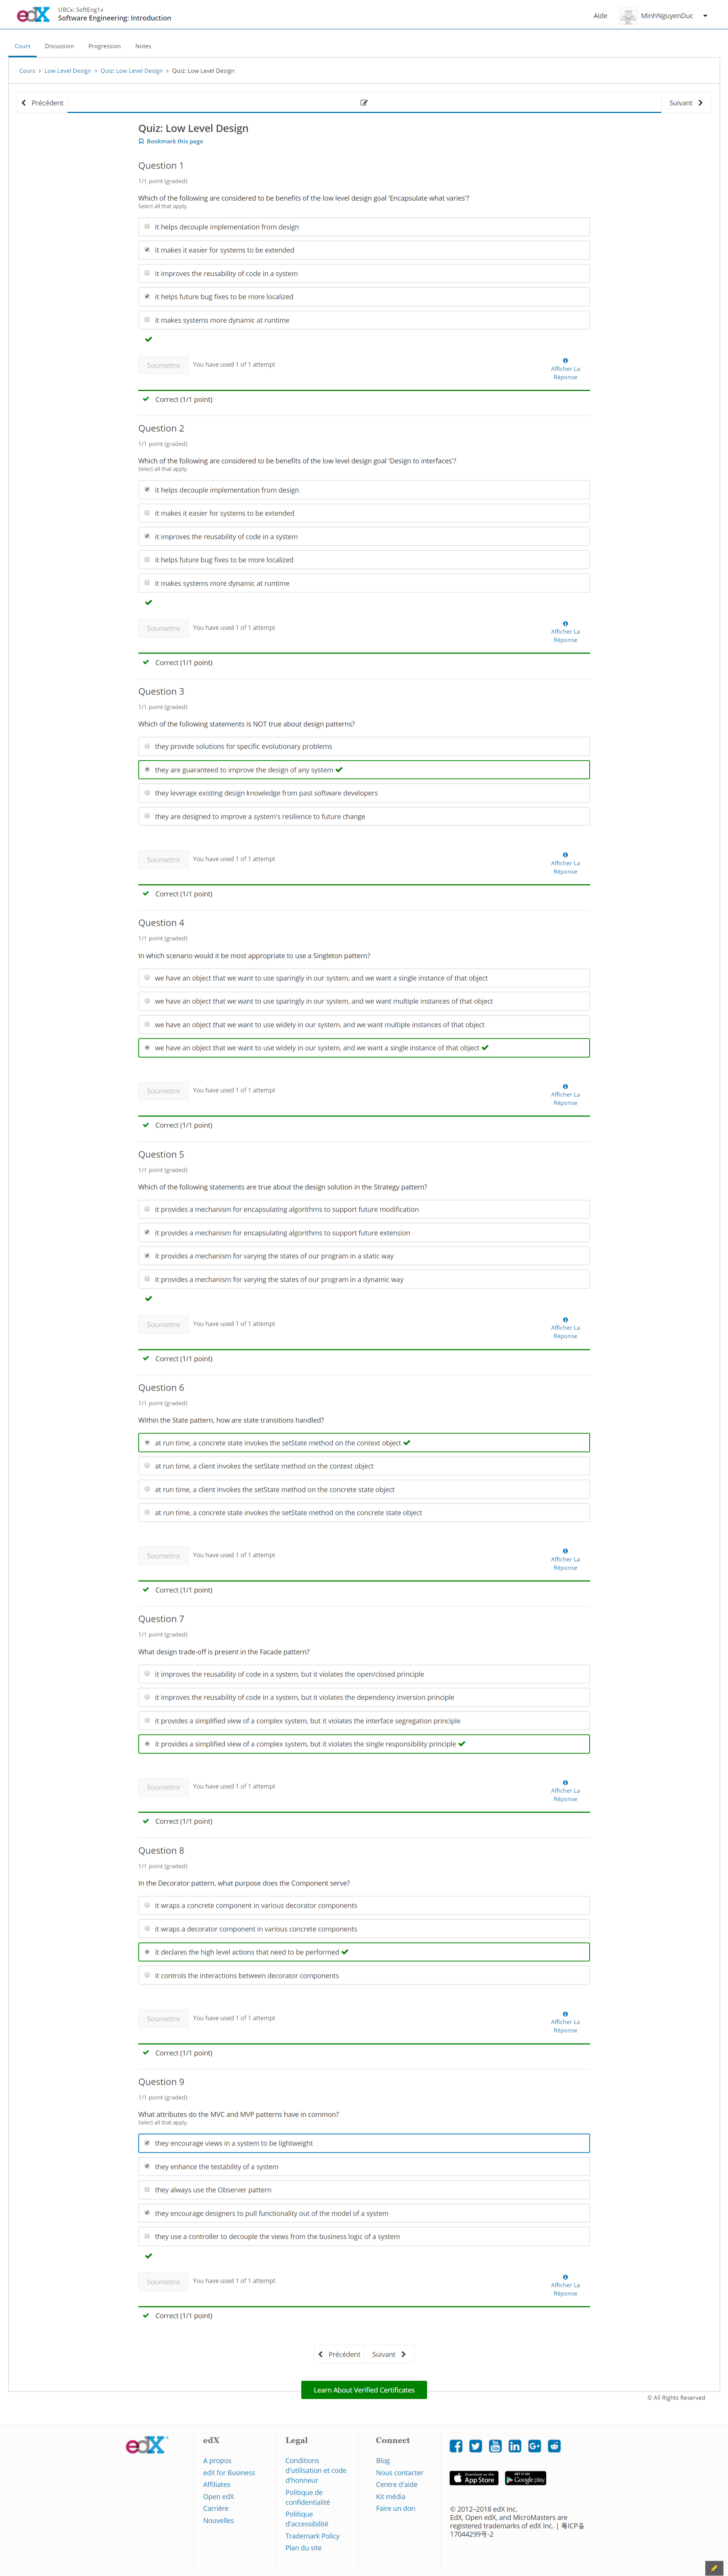 edX
UBCx: SoftEng1x
Software Engineering: Introduction
Aide
MinhNguyenDuc
Cours
Discussion
Progression
Notes
Cours > Low Level Design > Quiz: Low Level Design > Quiz: Low Level Design
Précédent
Suivant
Quiz: Low Level Design
Bookmark this page
Question 1
1/1 point (graded)
Which of the following are considered to be benefits of the low level design goal 'Encapsulate what varies'?
Select all that apply.
it helps decouple implementation from design
it makes it easier for systems to be extended
it improves the reusability of code in a system
it helps future bug fixes to be more localized
it makes systems more dynamic at runtime
Soumettre
You have used 1 of 1 attempt
Afficher La
Réponse
Correct (1/1 point)
Question 2
1/1 point (graded)
Which of the following are considered to be benefits of the low level design goal 'Design to interfaces'?
Select all that apply.
it helps decouple implementation from design
it makes it easier for systems to be extended
it improves the reusability of code in a system
it helps future bug fixes to be more localized
it makes systems more dynamic at runtime
Soumettre
You have used 1 of 1 attempt
Afficher La
Réponse
Correct (1/1 point)
Question 3
1/1 point (graded)
Which of the following statements is NOT true about design patterns?
they provide solutions for specific evolutionary problems
they are guaranteed to improve the design of any system
they leverage existing design knowledge from past software developers
they are designed to improve a system's resilience to future change
Soumettre
You have used 1 of 1 attempt
Afficher La
Réponse
Correct (1/1 point)
Question 4
1/1 point (graded)
In which scenario would it be most appropriate to use a Singleton pattern?
we have an object that we want to use sparingly in our system, and we want a single instance of that object
we have an object that we want to use sparingly in our system, and we want multiple instances of that object
we have an object that we want to use widely in our system, and we want multiple instances of that object
we have an object that we want to use widely in our system, and we want a single instance of that object
Soumettre
You have used 1 of 1 attempt
Afficher La
Réponse
Correct (1/1 point)
Question 5
1/1 point (graded)
Which of the following statements are true about the design solution in the Strategy pattern?
it provides a mechanism for encapsulating algorithms to support future modification
it provides a mechanism for encapsulating algorithms to support future extension
it provides a mechanism for varying the states of our program in a static way
it provides a mechanism for varying the states of our program in a dynamic way
Soumettre
You have used 1 of 1 attempt
Afficher La
Réponse
Correct (1/1 point)
Question 6
1/1 point (graded)
Within the State pattern, how are state transitions handled?
at run time, a concrete state invokes the setState method on the context object
at run time, a client invokes the setState method on the context object
at run time, a client invokes the setState method on the concrete state object
at run time, a concrete state invokes the setState method on the concrete state object
Soumettre
You have used 1 of 1 attempt
Afficher La
Réponse
Correct (1/1 point)
Question 7
1/1 point (graded)
What design trade-off is present in the Facade pattern?
it improves the reusability of code in a system, but it violates the open/closed principle
it improves the reusability of code in a system, but it violates the dependency inversion principle
it provides a simplified view of a complex system, but it violates the interface segregation principle
it provides a simplified view of a complex system, but it violates the single responsibility principle
Soumettre
You have used 1 of 1 attempt
Afficher La
Réponse
Correct (1/1 point)
Question 8
1/1 point (graded)
In the Decorator pattern, what purpose does the Component serve?
it wraps a concrete component in various decorator components
it wraps a decorator component in various concrete components
it declares the high level actions that need to be performed
it controls the interactions between decorator components
Soumettre
You have used 1 of 1 attempt
Afficher La
Réponse
Correct (1/1 point)
Question 9
1/1 point (graded)
What attributes do the MVC and MVP patterns have in common?
Select all that apply.
they encourage views in a system to be lightweight
they enhance the testability of a system
they always use the Observer pattern
they encourage designers to pull functionality out of the model of a system
they use a controller to decouple the views from the business logic of a system
Soumettre
You have used 1 of 1 attempt
Afficher La
Réponse
Correct (1/1 point)
Précédent
Suivant
Learn About Verified Certificates
© All Rights Reserved
edX
edX
A propos
edX for Business
Affiliates
Open edX
Carrière
Nouvelles
Legal
Conditions
d'utilisation et code
d'honneur
Politique de
confidentialité
Politique
d'accessibilité
Trademark Policy
Plan du site
Connect
Blog
Nous contacter
Centre d'aide
Kit média
Faire un don
Download on the
App Store
GET IT ON
Google play
© 2012–2018 edX Inc.
EdX, Open edX, and MicroMasters are
registered trademarks of edX Inc. | 粤ICP备
17044299号-2